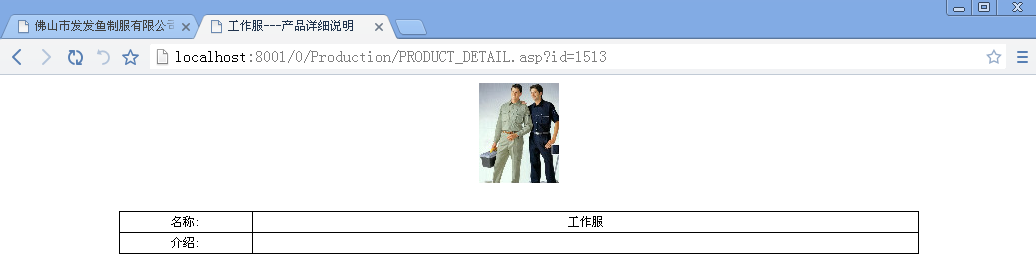 佛山市发发鱼制服有限公司
工作服---产品详细说明
localhost:8001/0/Production/PRODUCT_DETAIL.asp?id=1513
名称:
工作服
介绍: